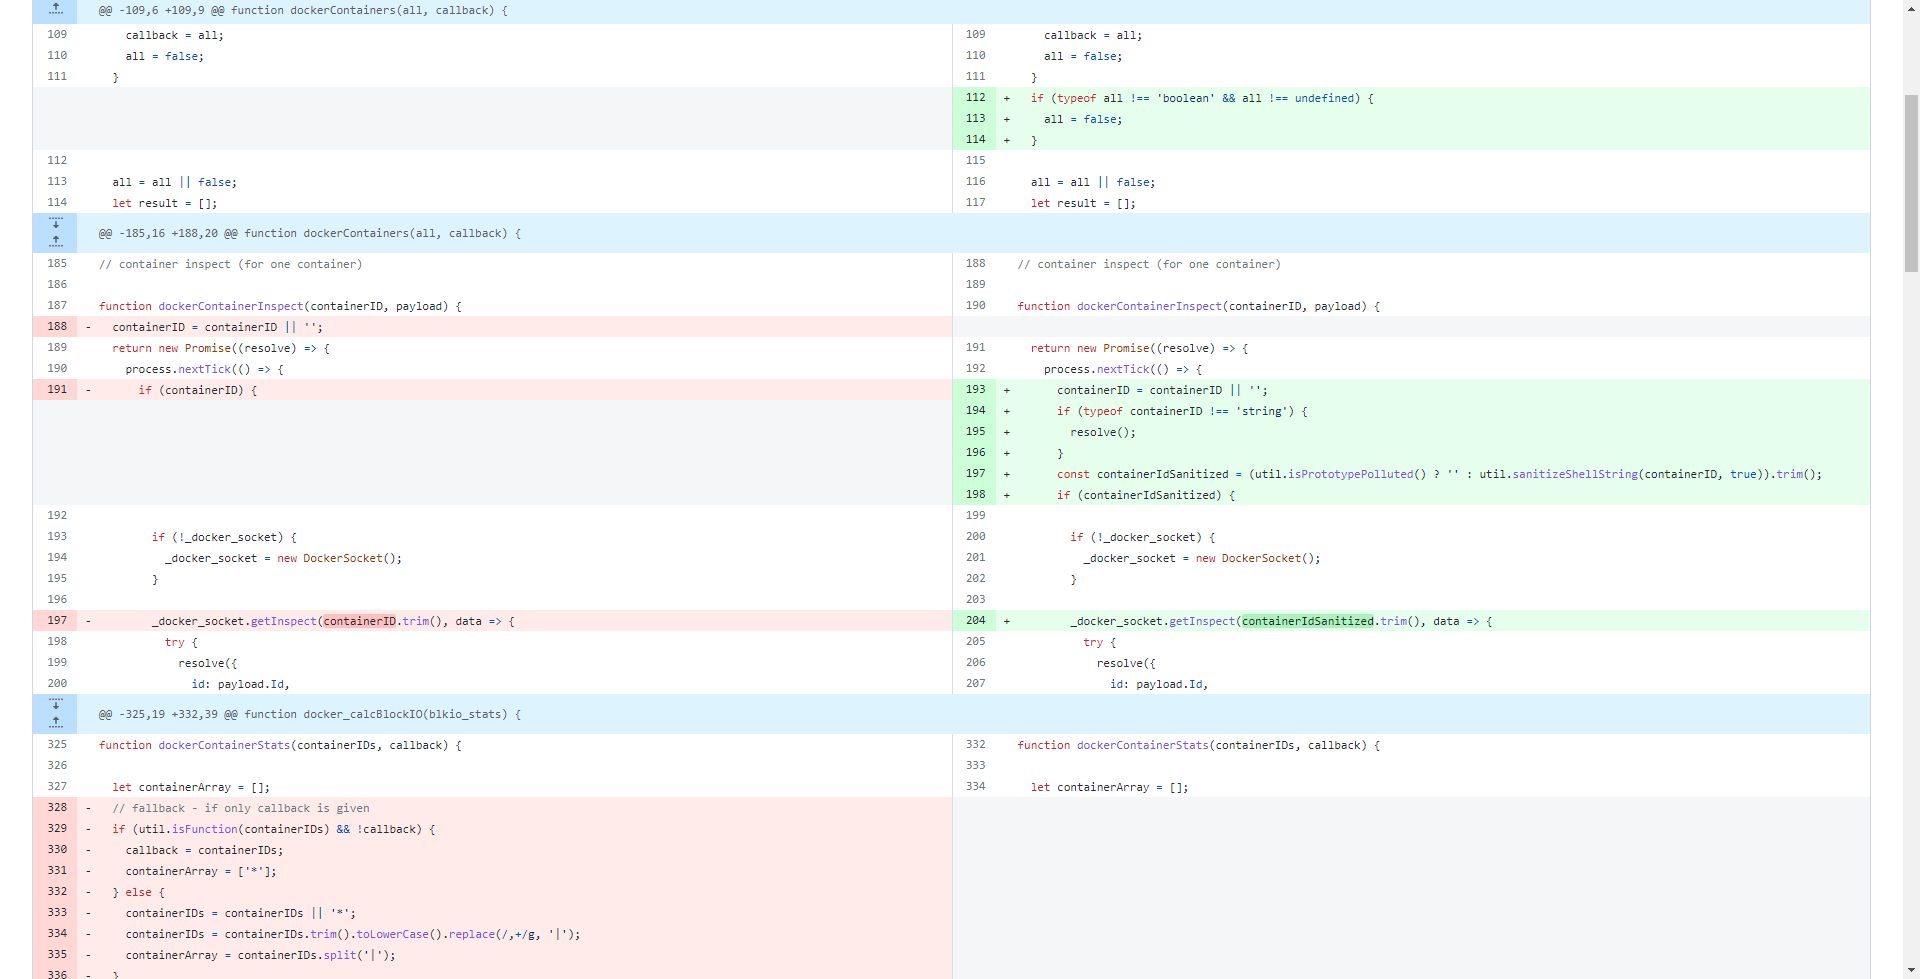 @@ -109,6 +109,9 @@ function dockerContainers(all, callback) {
109     callback = all;
110     all = false;
111   }
112
113   all = all || false;
114   let result = [];
109     callback = all;
110     all = false;
111   }
112 +   if (typeof all !== 'boolean' && all !== undefined) {
113 +     all = false;
114 +   }
115
116   all = all || false;
117   let result = [];
@@ -185,16 +188,20 @@ function dockerContainers(all, callback) {
185 // container inspect (for one container)
186
187 function dockerContainerInspect(containerID, payload) {
188 -   containerID = containerID || '';
189   return new Promise((resolve) => {
190     process.nextTick(() => {
191 -       if (containerID) {
192
193         if (!_docker_socket) {
194           _docker_socket = new DockerSocket();
195         }
196
197 -         _docker_socket.getInspect(containerID.trim(), data => {
198           try {
199             resolve({
200               id: payload.Id,
188 // container inspect (for one container)
189
190 function dockerContainerInspect(containerID, payload) {
191   return new Promise((resolve) => {
192     process.nextTick(() => {
193 +       containerID = containerID || '';
194 +       if (typeof containerID !== 'string') {
195 +         resolve();
196 +       }
197 +       const containerIdSanitized = (util.isPrototypePolluted() ? '' : util.sanitizeShellString(containerID, true)).trim();
198 +       if (containerIdSanitized) {
199
200         if (!_docker_socket) {
201           _docker_socket = new DockerSocket();
202         }
203
204 +         _docker_socket.getInspect(containerIdSanitized.trim(), data => {
205           try {
206             resolve({
207               id: payload.Id,
@@ -325,19 +332,39 @@ function docker_calcBlockIO(blkio_stats) {
325 function dockerContainerStats(containerIDs, callback) {
326
327   let containerArray = [];
328 -   // fallback - if only callback is given
329 -   if (util.isFunction(containerIDs) && !callback) {
330 -     callback = containerIDs;
331 -     containerArray = ['*'];
332 -   } else {
333 -     containerIDs = containerIDs || '*';
334 -     containerIDs = containerIDs.trim().toLowerCase().replace(/,+/g, '|');
335 -     containerArray = containerIDs.split('|');
336 -   }
332 function dockerContainerStats(containerIDs, callback) {
333
334   let containerArray = [];